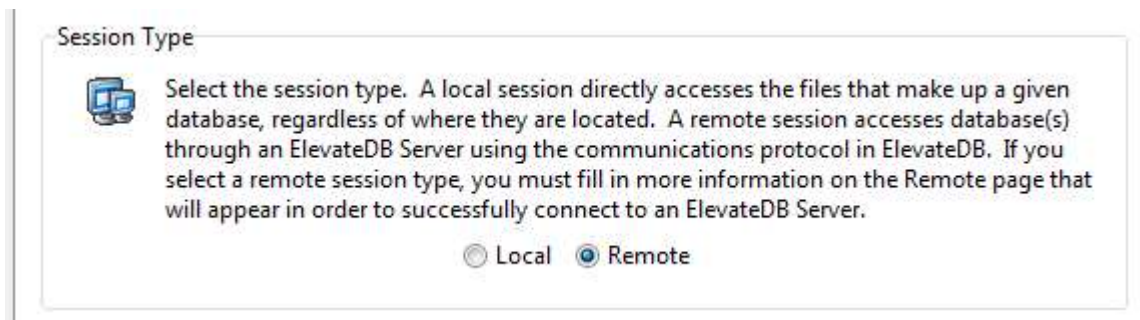 Session Type
Select the session type.  A local session directly accesses the files that make up a given
database, regardless of where they are located.  A remote session accesses database(s)
through an ElevateDB Server using the communications protocol in ElevateDB.  If you
select a remote session type, you must fill in more information on the Remote page that
will appear in order to successfully connect to an ElevateDB Server.
Local Remote